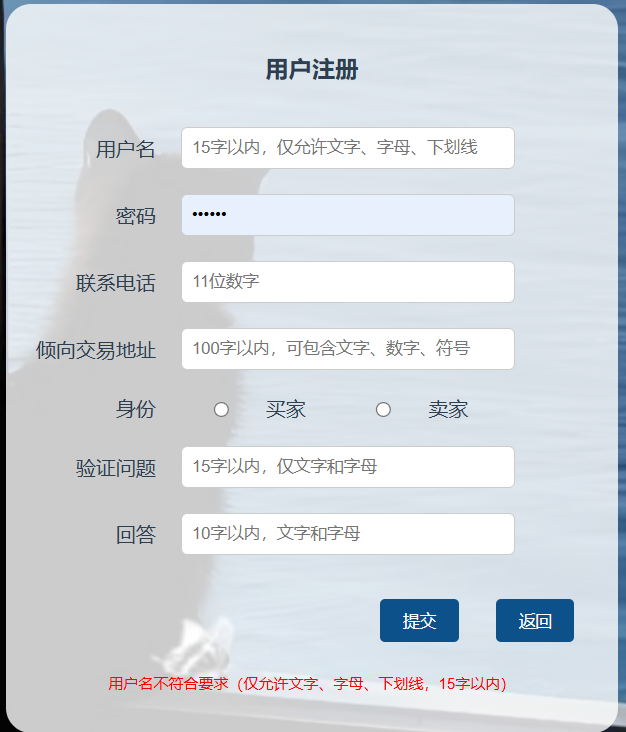 用户注册
用户名 15字以内，仅允许文字、字母、下划线
密码 ••••••
联系电话 11位数字
倾向交易地址 100字以内，可包含文字、数字、符号
身份 买家 卖家
验证问题 15字以内，仅文字和字母
回答 10字以内，文字和字母
提交 返回
用户名不符合要求（仅允许文字、字母、下划线，15字以内）